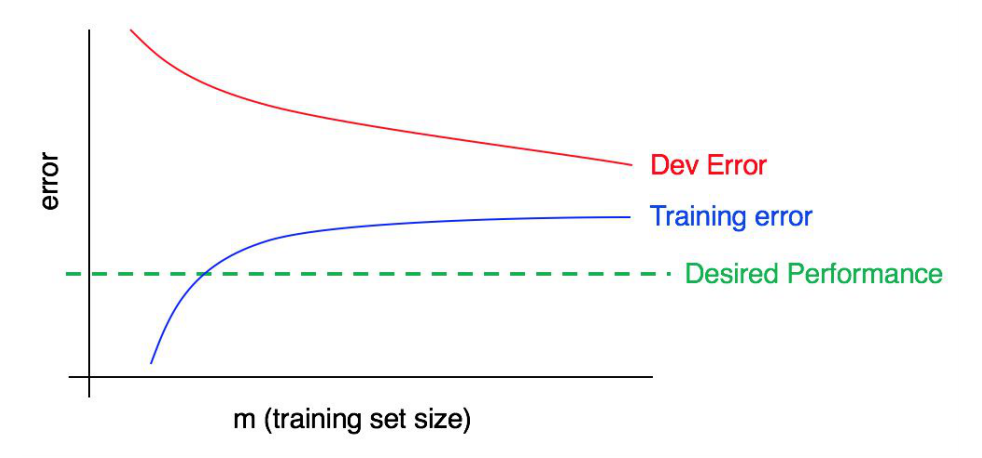 error
Dev Error
Training error
Desired Performance
m (training set size)